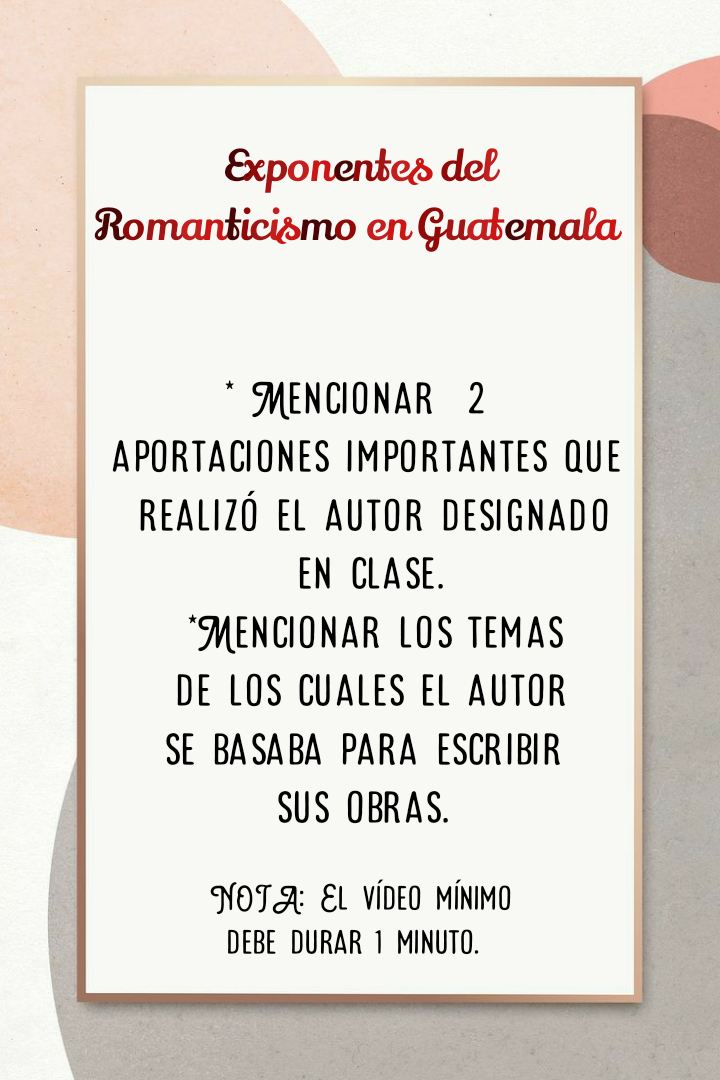 Exponentes del
Romanticismo en Guatemala
* MENCIONAR 2
APORTACIONES IMPORTANTES QUE
REALIZÓ EL AUTOR DESIGNADO
EN CLASE.
*MENCIONAR LOS TEMAS
DE LOS CUALES EL AUTOR
SE BASABA PARA ESCRIBIR
SUS OBRAS.
NOTA: EL VÍDEO MÍNIMO
DEBE DURAR 1 MINUTO.